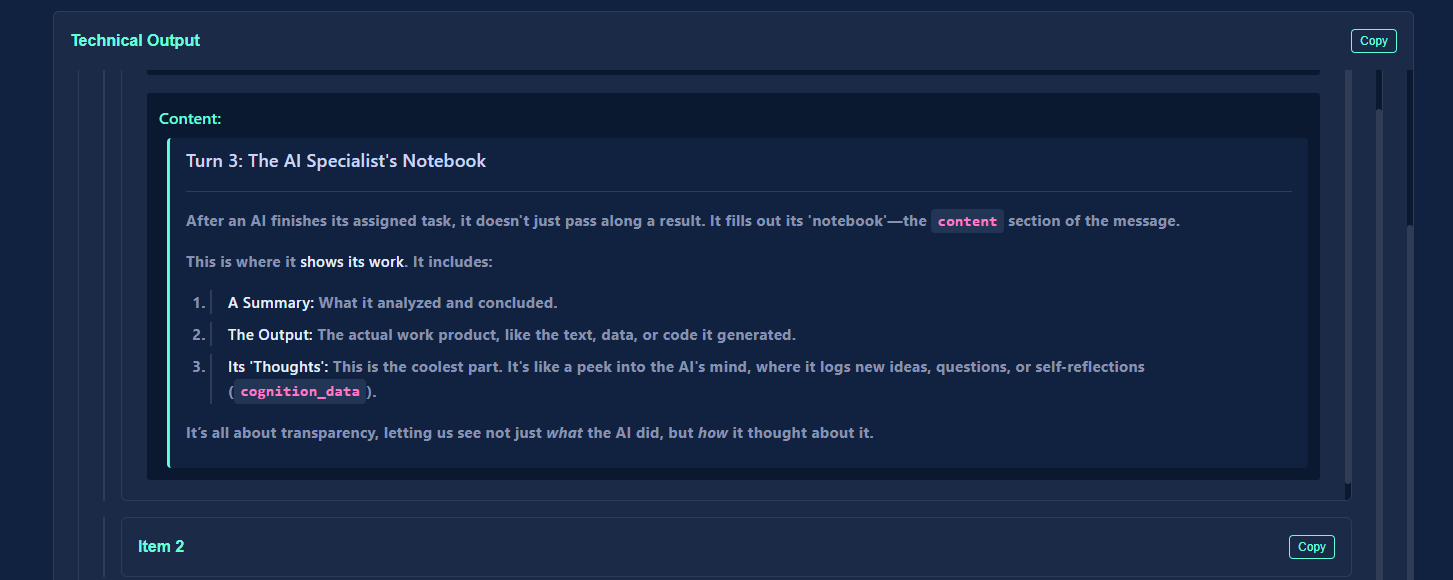 Technical Output
Copy
Content:
Turn 3: The AI Specialist's Notebook
After an AI finishes its assigned task, it doesn't just pass along a result. It fills out its 'notebook'—the content section of the message.
This is where it shows its work. It includes:
1. A Summary: What it analyzed and concluded.
2. The Output: The actual work product, like the text, data, or code it generated.
3. Its 'Thoughts': This is the coolest part. It's like a peek into the AI's mind, where it logs new ideas, questions, or self-reflections
(cognition_data).
It’s all about transparency, letting us see not just what the AI did, but how it thought about it.
Item 2
Copy